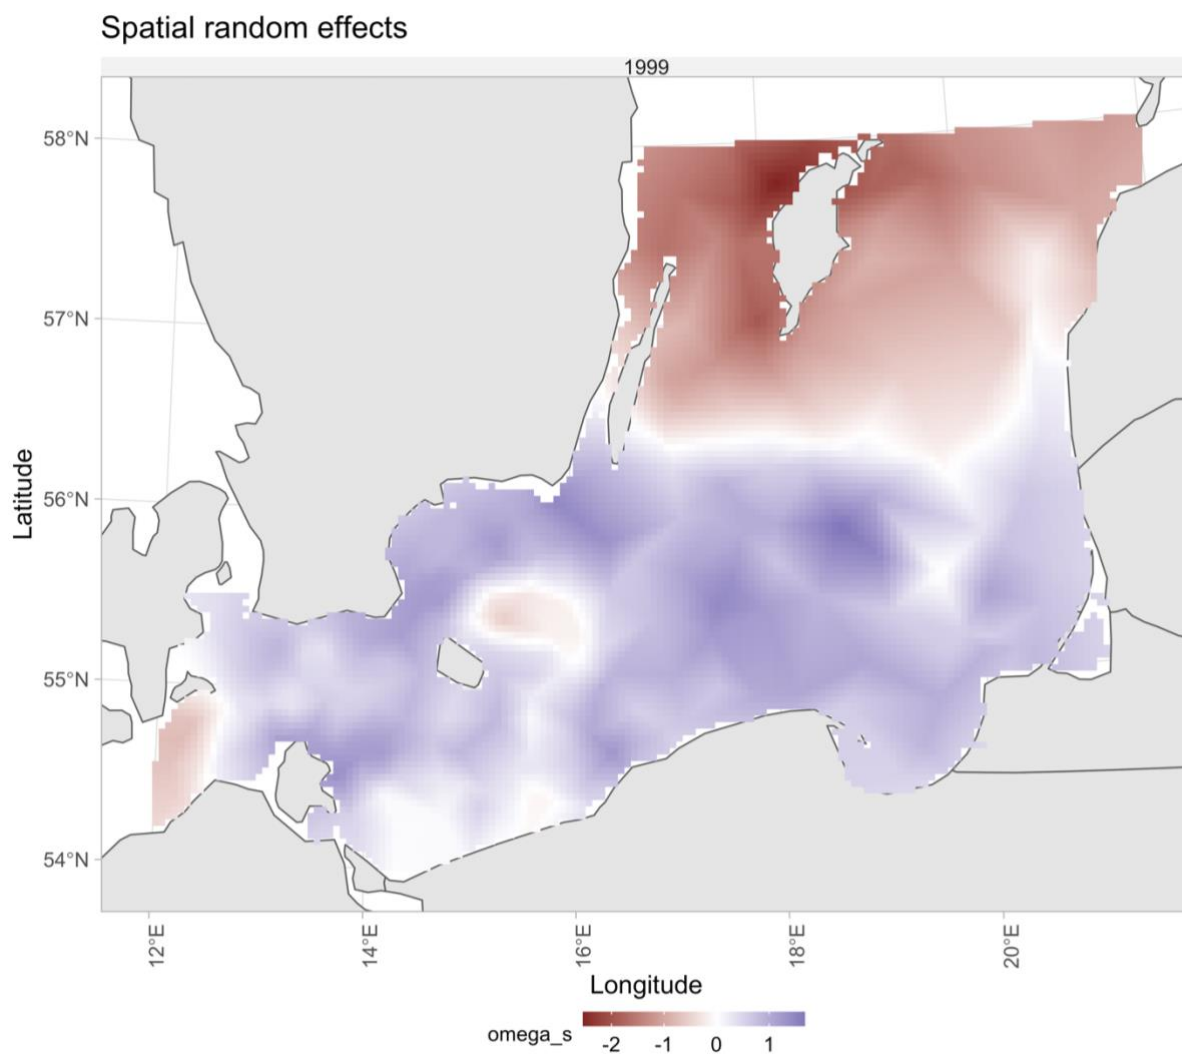 Spatial random effects
1999
58°N
57°N
56°N
55°N
54°N
Latitude
12°E
14°E
16°E
18°E
20°E
Longitude
omega_s
-2 -1 0 1